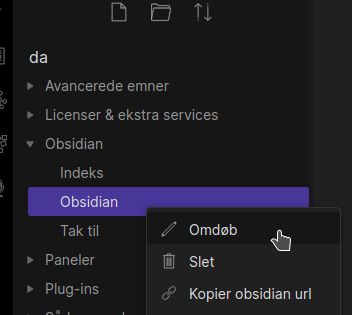 da
Avancerede emner
Licenser & ekstra services
Obsidian
Indeks
Obsidian
Tak til
Omdøb
Paneler
Slet
Plug-ins
Kopier obsidian url